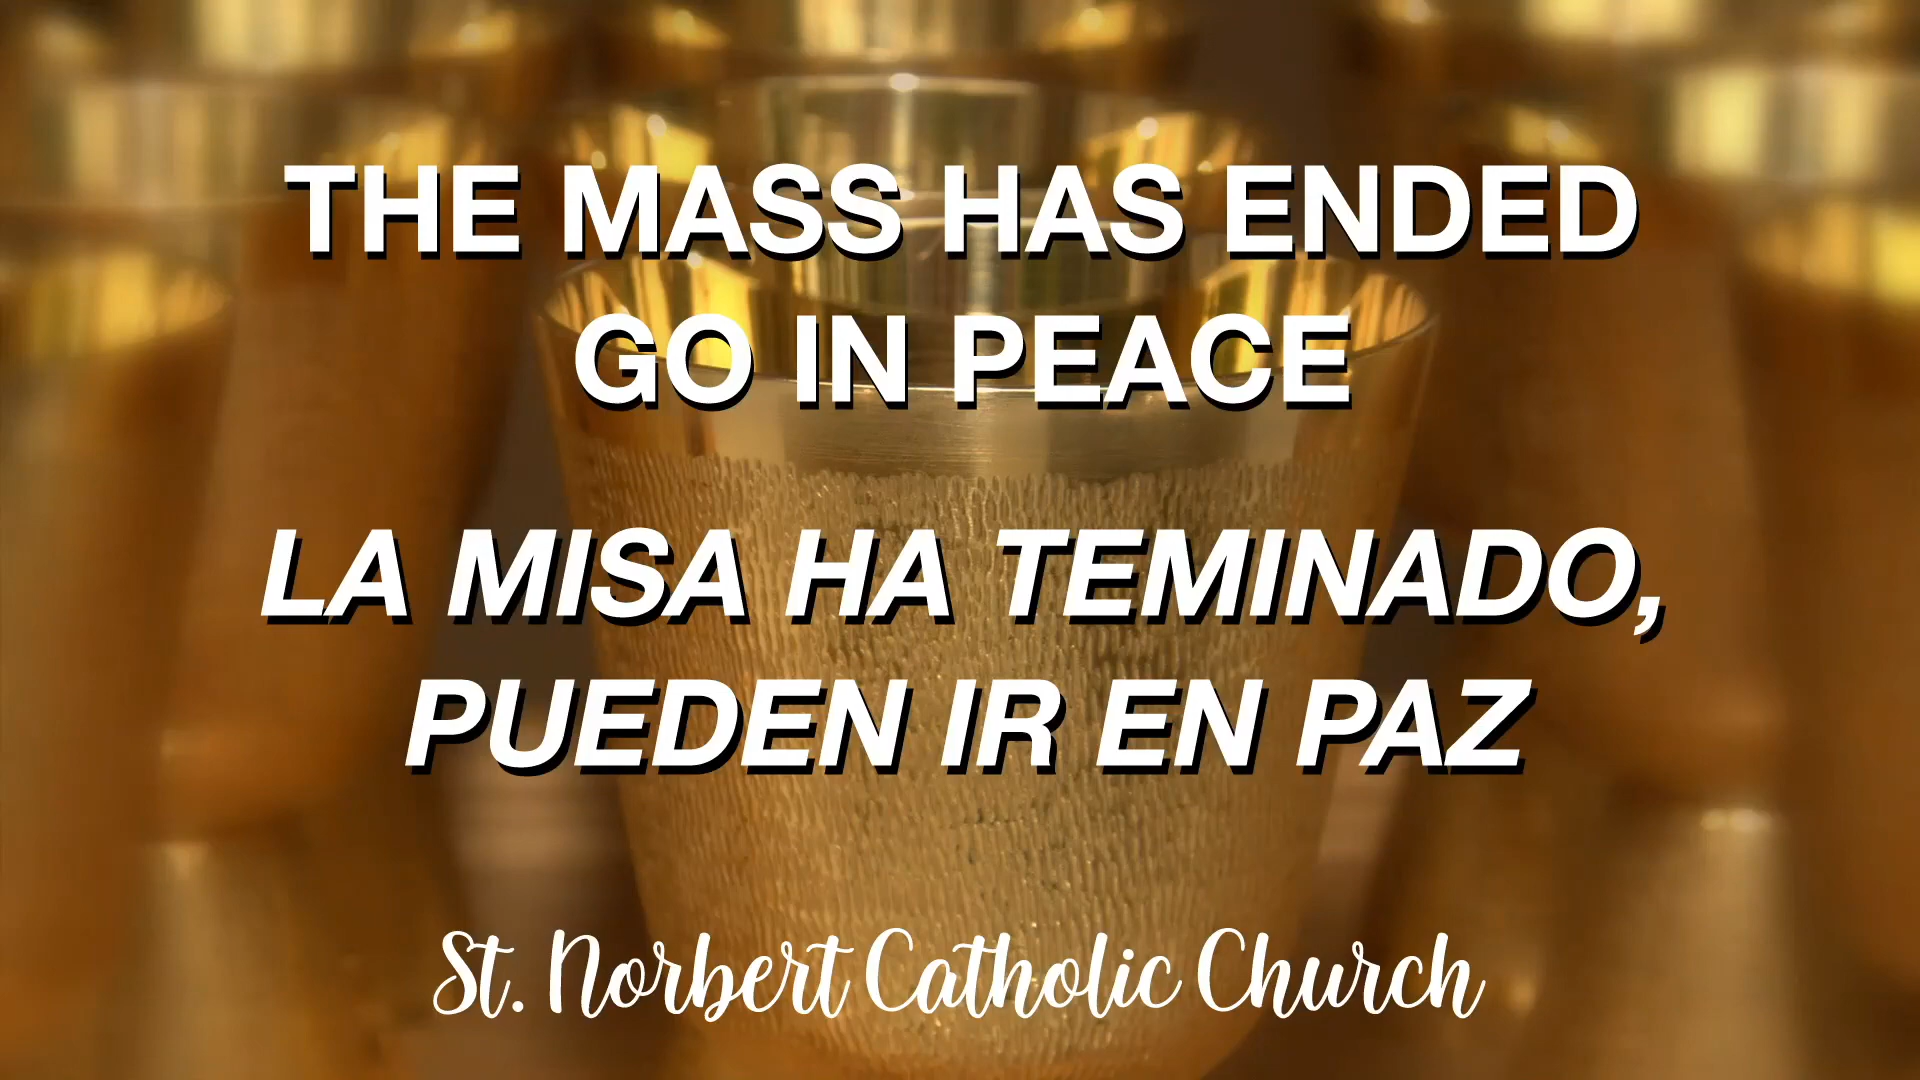 THE MASS HAS ENDED
GO IN PEACE
LA MISA HA TEMINADO,
PUEDEN IR EN PAZ
St. Norbert Catholic Church